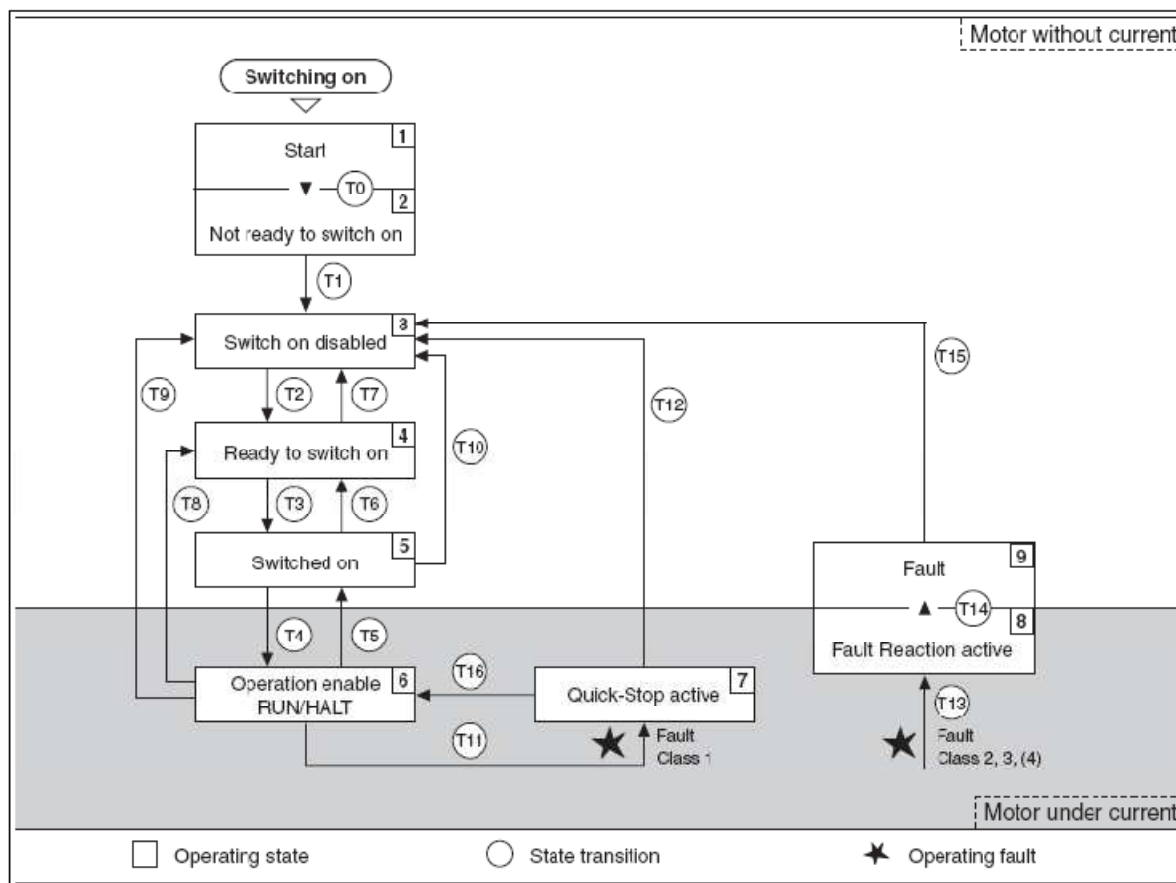 Motor without current
Switching on
1
Start
T0
2
Not ready to switch on
T1
3
Switch on disabled
T15
T9
T2
T7
T12
4
Ready to switch on
T10
T8
T3
T6
5
Switched on
9
Fault
T14
8
Fault Reaction active
T4
T5
T16
6
Operation enable
RUN/HALT
7
Quick-Stop active
T13
T11
Fault
Class 1
Fault
Class 2, 3, (4)
Motor under current
Operating state
State transition
Operating fault